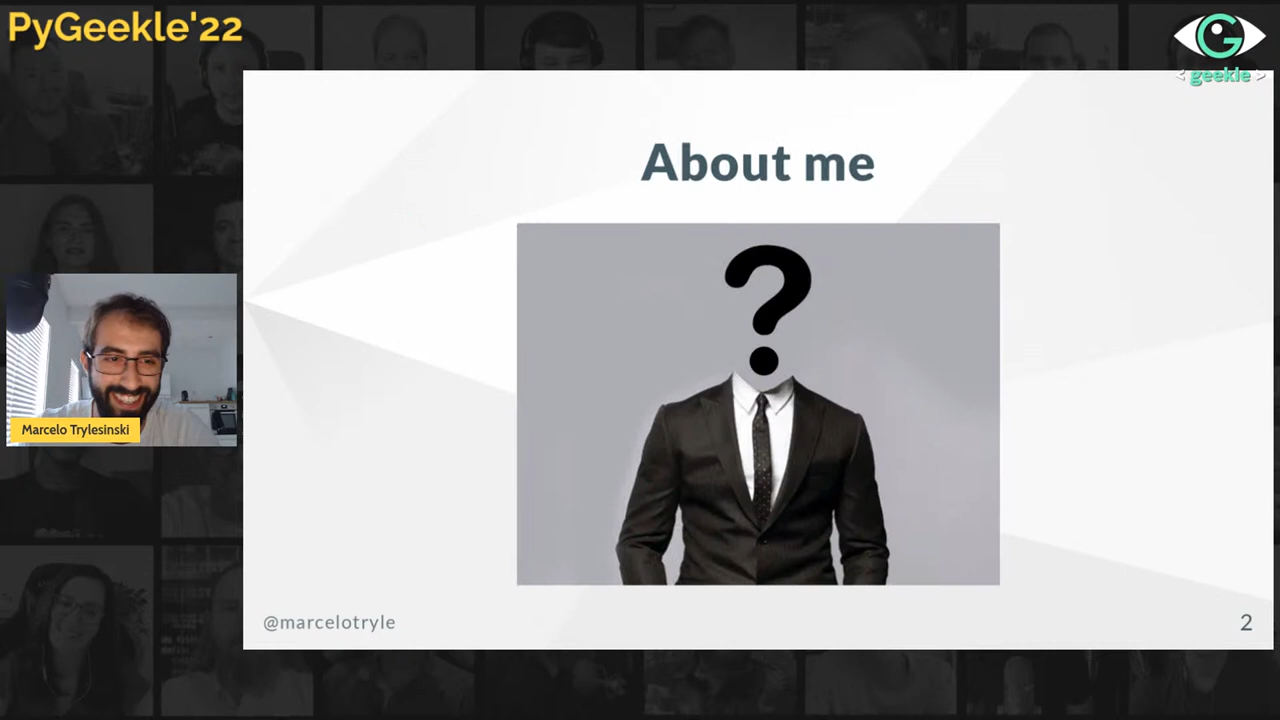 PyGeekle'22
< geekle >
About me
?
Marcelo Trylesinski
@marcelotryle
2